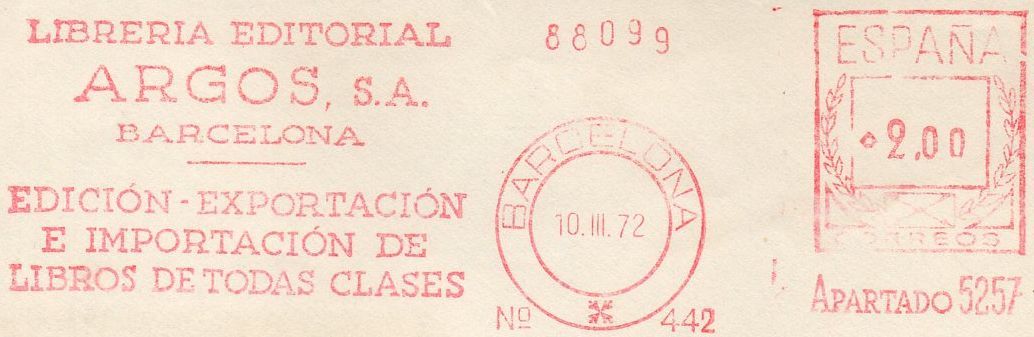 LIBRERIA EDITORIAL
ARGOS, S.A.
BARCELONA
EDICIÓN - EXPORTACIÓN
E IMPORTACIÓN DE
LIBROS DE TODAS CLASES
88099
BARCELONA
10.III.72
Nº 442
ESPAÑA
2.00
CORREOS
APARTADO 5257